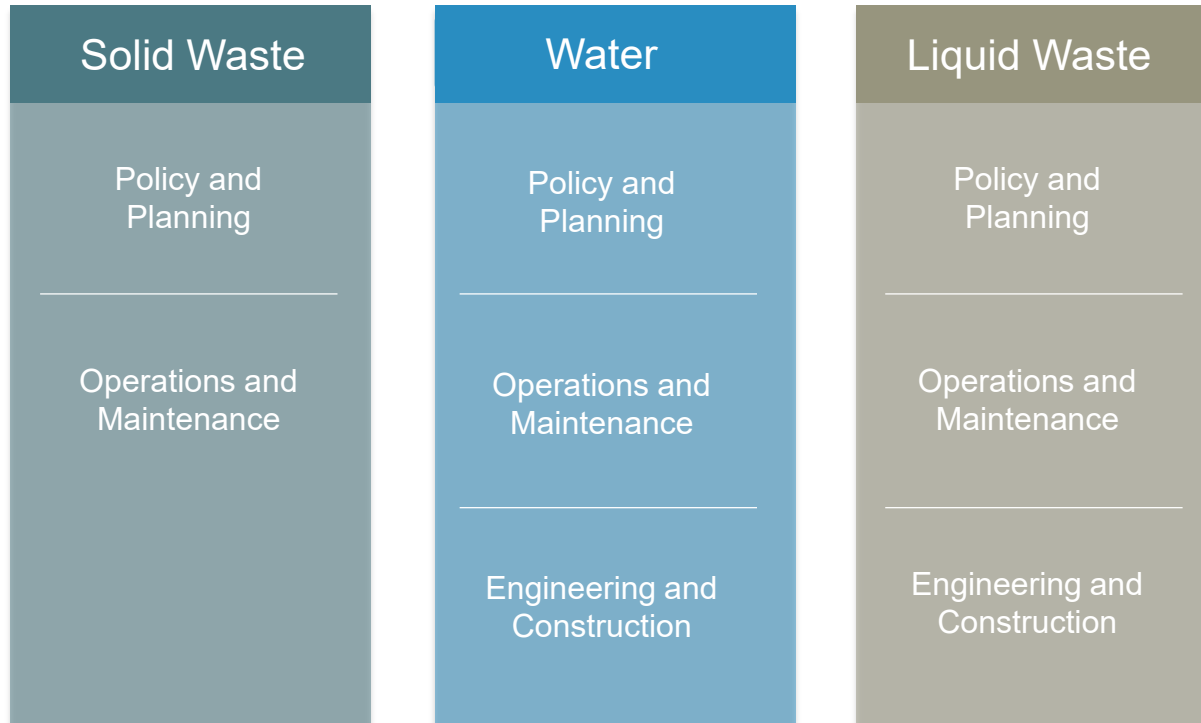 Solid Waste
Policy and
Planning
Operations and
Maintenance
Water
Policy and
Planning
Operations and
Maintenance
Engineering and
Construction
Liquid Waste
Policy and
Planning
Operations and
Maintenance
Engineering and
Construction